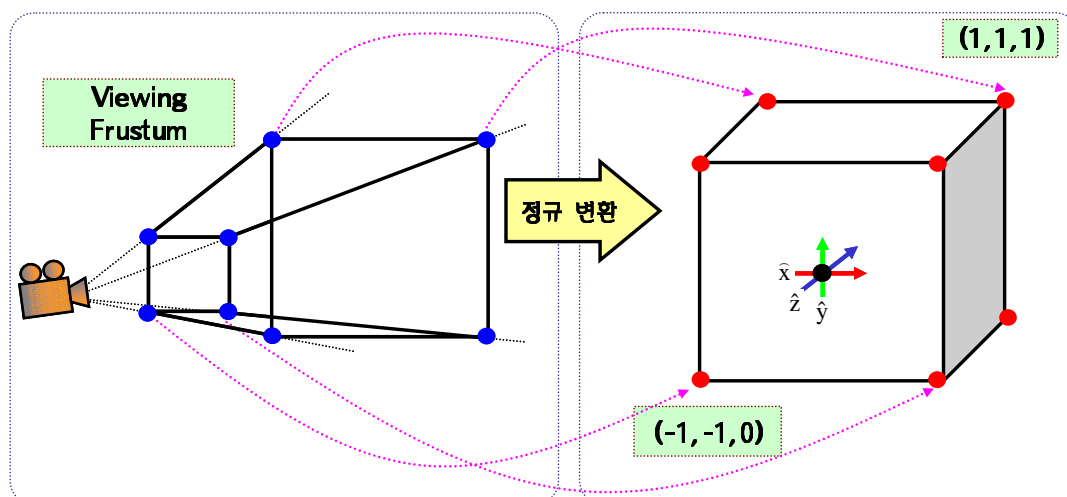 Viewing
Frustum
정규 변환
(1,1,1)
x̂
ẑ
ŷ
(-1,-1,0)